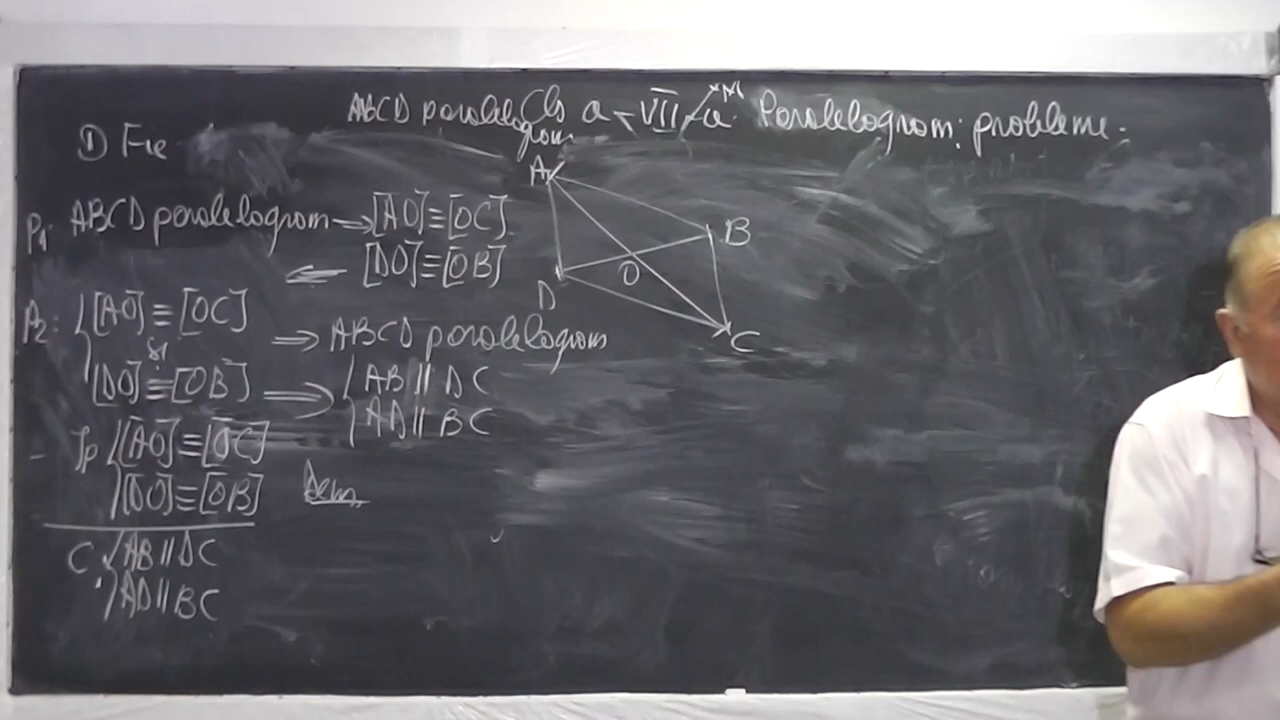 ABCD paralelogram
Cls a-VII-a. Paralelogram; probleme.
1) Fie
P1. ABCD paralelogram ⇒ [AO]≡[OC]
⇐ [DO]≡[OB]
P2: { [AO]≡[OC]
și ⇒ ABCD paralelogram
[DO]≡[OB] ⇒ { AB ∥ DC
AD ∥ BC
- Ip { [AO]≡[OC]
[DO]≡[OB] Dem
C. { AB ∥ DC
AD ∥ BC
A
B
O
D
C
M